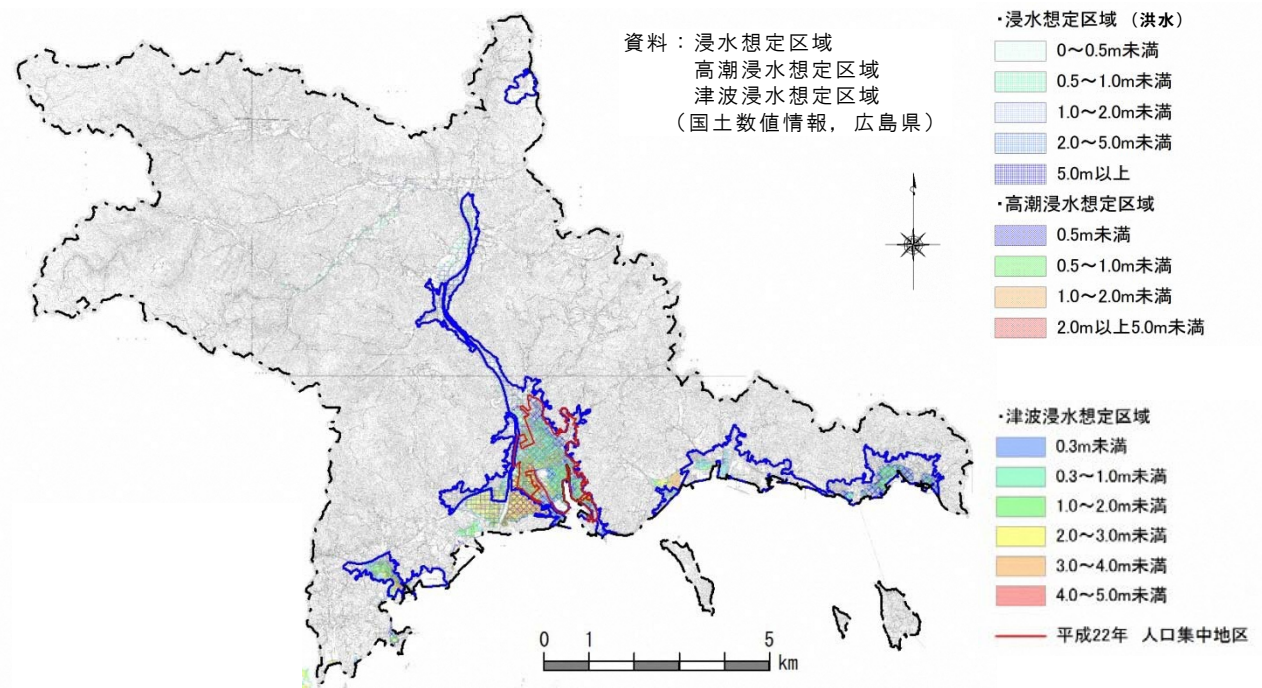 資料：浸水想定区域
高潮浸水想定区域
津波浸水想定区域
（国土数値情報，広島県）
・浸水想定区域 （洪水）
0～0.5m未満
0.5～1.0m未満
1.0～2.0m未満
2.0～5.0m未満
5.0m以上
・高潮浸水想定区域
0.5m未満
0.5～1.0m未満
1.0～2.0m未満
2.0m以上5.0m未満
・津波浸水想定区域
0.3m未満
0.3～1.0m未満
1.0～2.0m未満
2.0～3.0m未満
3.0～4.0m未満
4.0～5.0m未満
平成22年 人口集中地区
0 1 5
km